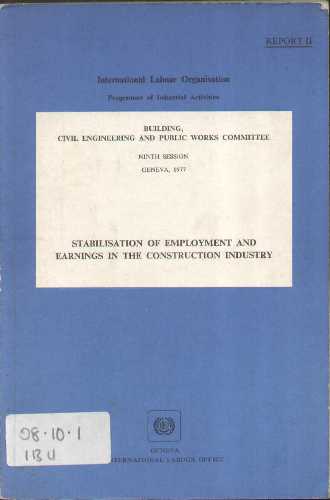 REPORT II
International Labour Organisation
Programme of Industrial Activities
BUILDING,
CIVIL ENGINEERING AND PUBLIC WORKS COMMITTEE
NINTH SESSION
GENEVA, 1977
STABILISATION OF EMPLOYMENT AND
EARNINGS IN THE CONSTRUCTION INDUSTRY
08·10·1
GENEVA
INTERNATIONAL LABOUR OFFICE